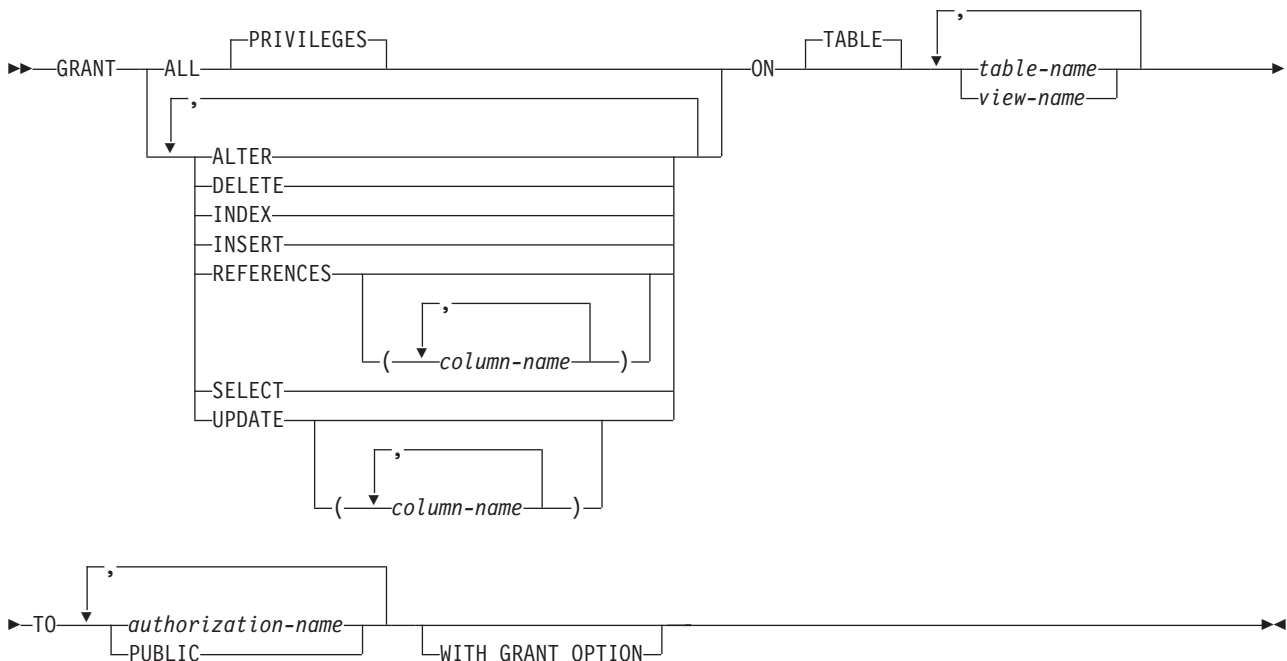 PRIVILEGES TABLE ,
GRANT ALL ON table-name
, view-name
ALTER
DELETE
INDEX
INSERT
REFERENCES
,
( column-name )
SELECT
UPDATE
,
( column-name )
,
TO authorization-name
PUBLIC WITH GRANT OPTION